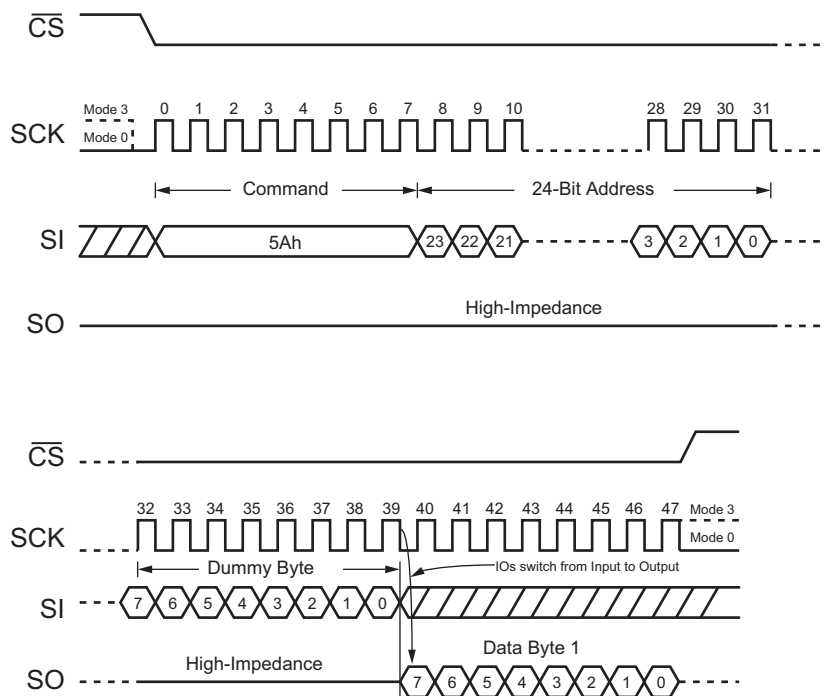 CS
Mode 3
0 1 2 3 4 5 6 7 8 9 10 28 29 30 31
SCK
Mode 0
Command
24-Bit Address
SI
5Ah
23 22 21 3 2 1 0
High-Impedance
SO
CS
32 33 34 35 36 37 38 39 40 41 42 43 44 45 46 47
Mode 3
SCK
Mode 0
Dummy Byte
IOs switch from Input to Output
SI
7 6 5 4 3 2 1 0
Data Byte 1
High-Impedance
SO
7 6 5 4 3 2 1 0